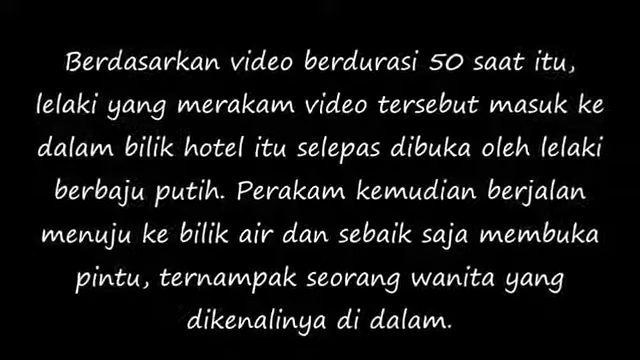 Berdasarkan video berdurasi 50 saat itu,
lelaki yang merakam video tersebut masuk ke
dalam bilik hotel itu selepas dibuka oleh lelaki
berbaju putih. Perakam kemudian berjalan
menuju ke bilik air dan sebaik saja membuka
pintu, ternampak seorang wanita yang
dikenalinya di dalam.